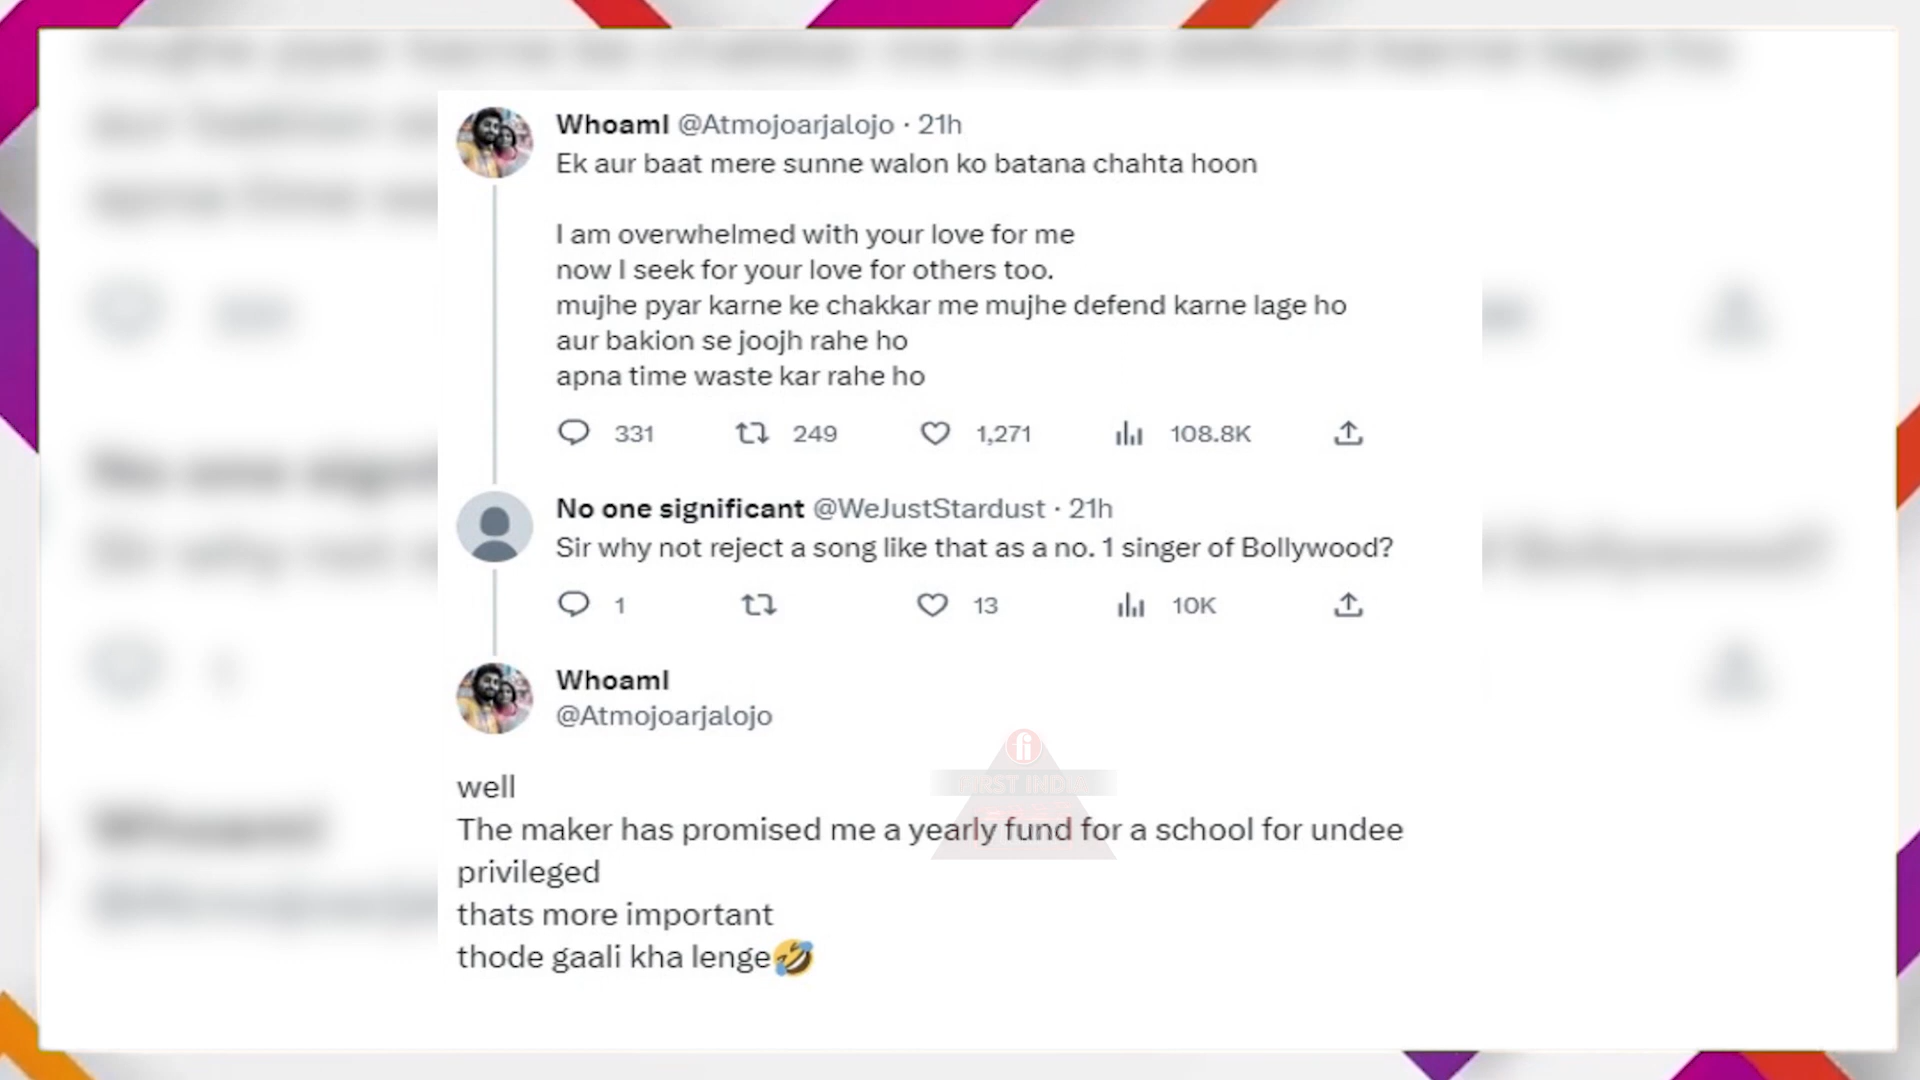 WhoamI @Atmojoarjalojo · 21h
Ek aur baat mere sunne walon ko batana chahta hoon
I am overwhelmed with your love for me
now I seek for your love for others too.
mujhe pyar karne ke chakkar me mujhe defend karne lage ho
aur bakion se joojh rahe ho
apna time waste kar rahe ho
331 249 1,271 108.8K
No one significant @WeJustStardust · 21h
Sir why not reject a song like that as a no. 1 singer of Bollywood?
1 13 10K
WhoamI
@Atmojoarjalojo
fi
FIRST INDIA
well
The maker has promised me a yearly fund for a school for undee
privileged
thats more important
thode gaali kha lenge🤣